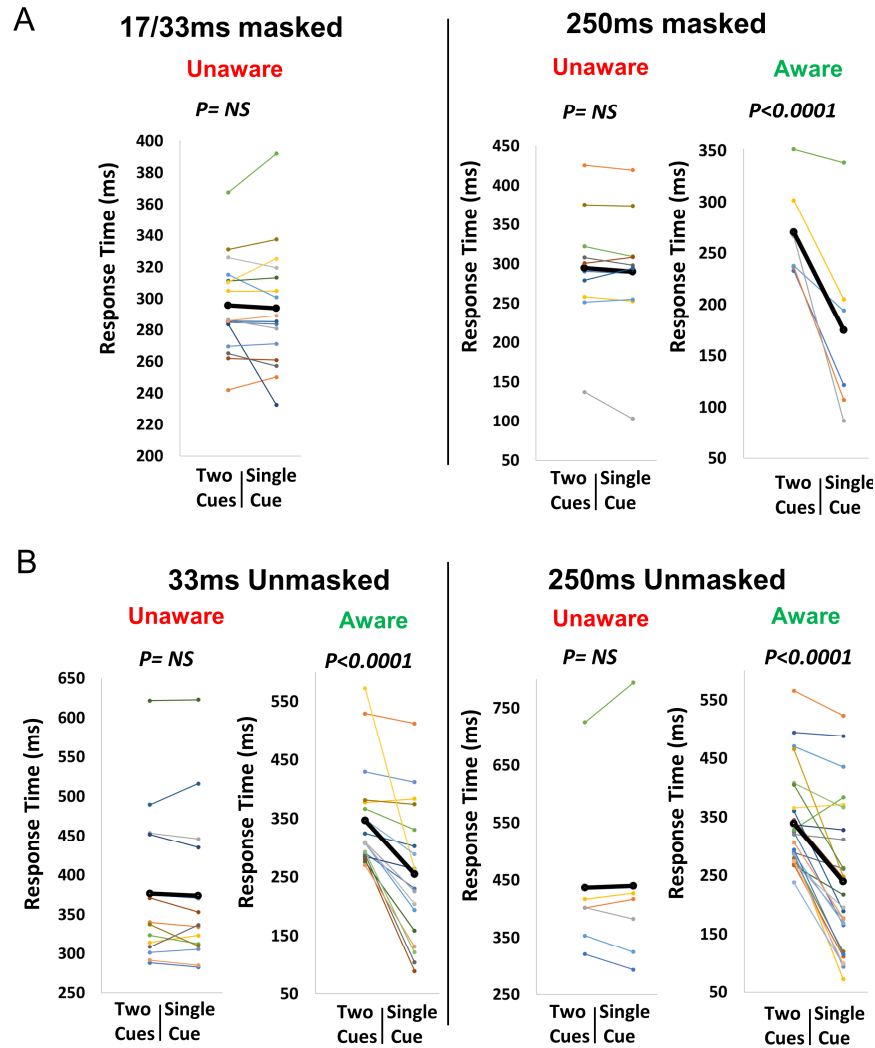 A
17/33ms masked
250ms masked
Unaware
Unaware
Aware
P= NS
P= NS
P<0.0001
Response Time (ms)
400
380
360
340
320
300
280
260
240
220
200
Two Single
Cues Cue
Response Time (ms)
450
400
350
300
250
200
150
100
50
Two Single
Cues Cue
Response Time (ms)
350
300
250
200
150
100
50
Two Single
Cues Cue
B
33ms Unmasked
250ms Unmasked
Unaware
Aware
Unaware
Aware
P= NS
P<0.0001
P= NS
P<0.0001
Response Time (ms)
650
600
550
500
450
400
350
300
250
Two Single
Cues Cue
Response Time (ms)
550
450
350
250
150
50
Two Single
Cues Cue
Response Time (ms)
750
650
550
450
350
250
Two Single
Cues Cue
Response Time (ms)
550
450
350
250
150
50
Two Single
Cues Cue